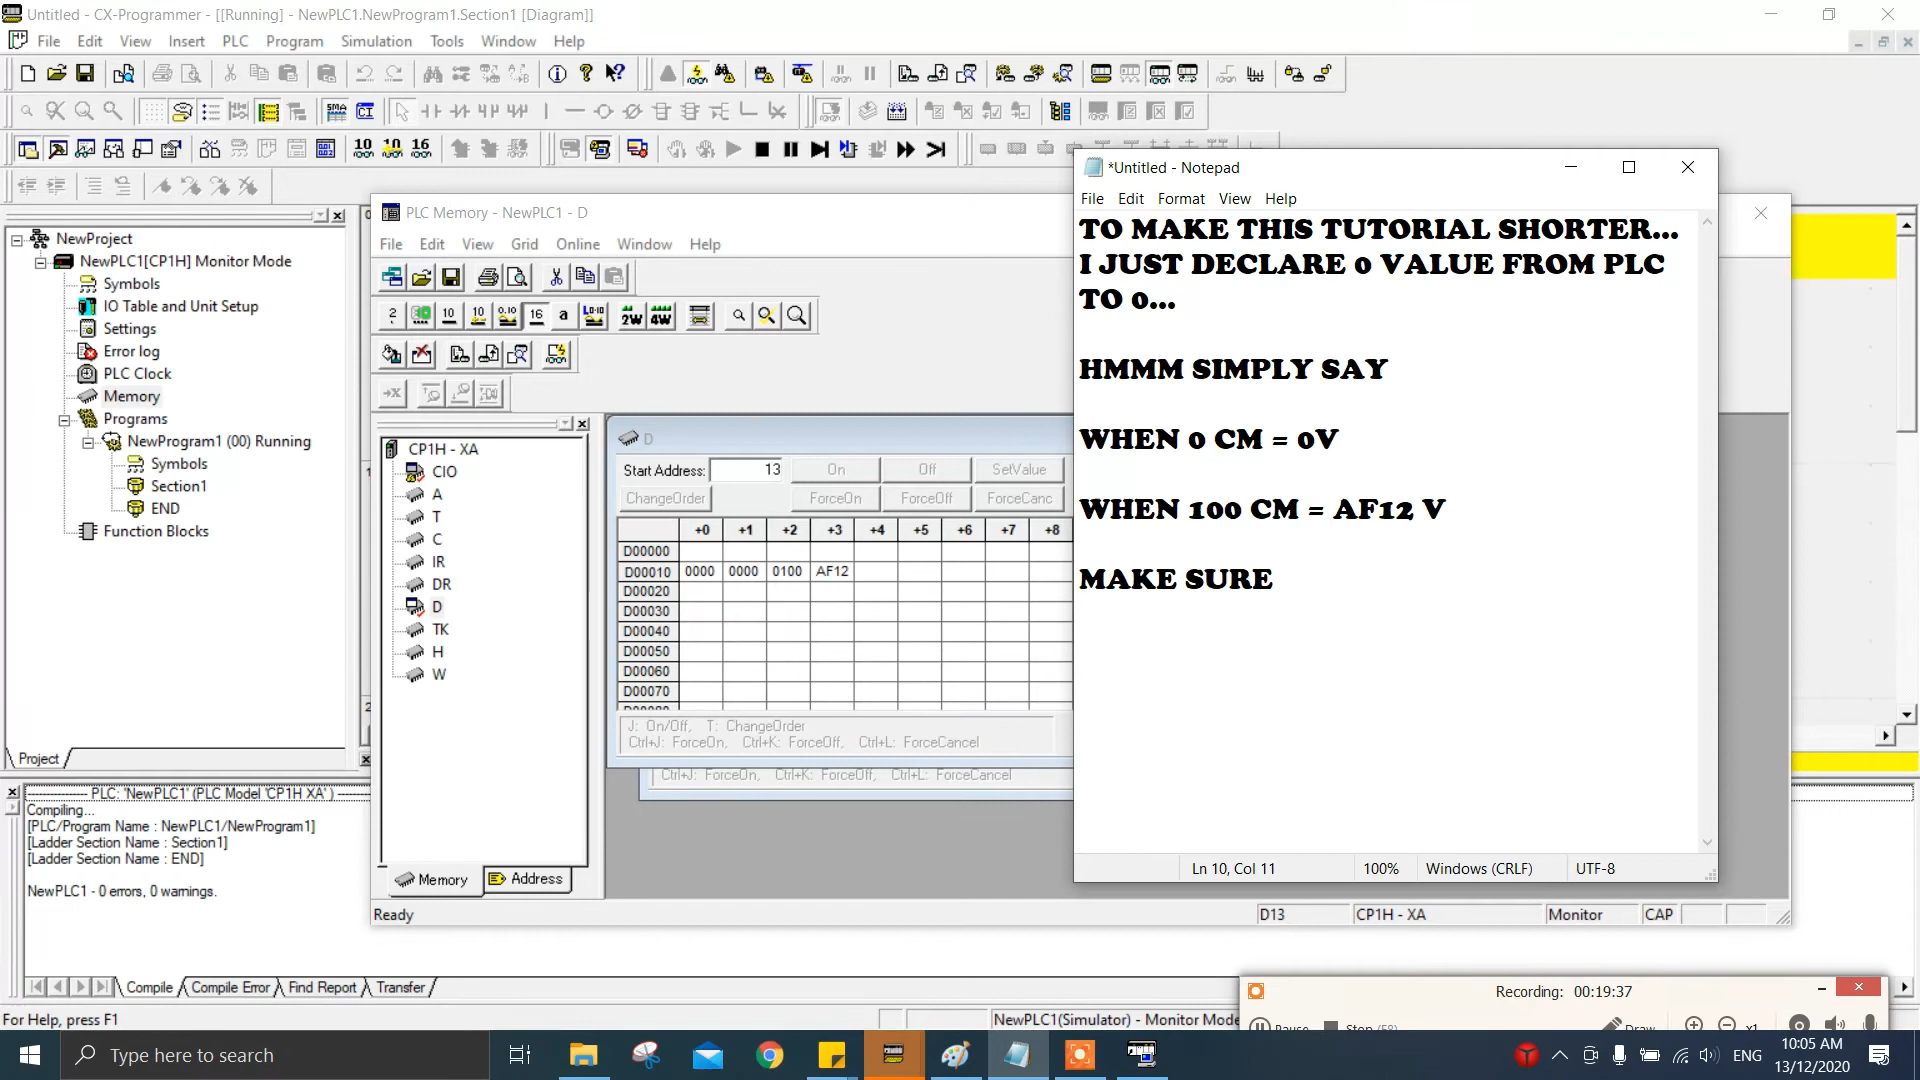 Untitled - CX-Programmer - [[Running] - NewPLC1.NewProgram1.Section1 [Diagram]]
File Edit View Insert PLC Program Simulation Tools Window Help
NewProject
NewPLC1[CP1H] Monitor Mode
Symbols
IO Table and Unit Setup
Settings
Error log
PLC Clock
Memory
Programs
NewProgram1 (00) Running
Symbols
Section1
END
Function Blocks
Project
PLC Memory - NewPLC1 - D
File Edit View Grid Online Window Help
CP1H - XA
CIO
A
T
C
IR
DR
D
TK
H
W
Memory Address
D
Start Address: 13 On Off SetValue
ChangeOrder ForceOn ForceOff ForceCanc
+0 +1 +2 +3 +4 +5 +6 +7 +8
D00000
D00010 0000 0000 0100 AF12
D00020
D00030
D00040
D00050
D00060
D00070
J: On/Off, T: ChangeOrder
Ctrl+J: ForceOn, Ctrl+K: ForceOff, Ctrl+L: ForceCancel
Ctrl+J: ForceOn, Ctrl+K: ForceOff, Ctrl+L: ForceCancel
Ready D13 CP1H - XA Monitor CAP
*Untitled - Notepad
File Edit Format View Help
TO MAKE THIS TUTORIAL SHORTER...
I JUST DECLARE 0 VALUE FROM PLC
TO 0...
HMMM SIMPLY SAY
WHEN 0 CM = 0V
WHEN 100 CM = AF12 V
MAKE SURE
Ln 10, Col 11 100% Windows (CRLF) UTF-8
PLC: 'NewPLC1' (PLC Model 'CP1H XA')
Compiling...
[PLC/Program Name : NewPLC1/NewProgram1]
[Ladder Section Name : Section1]
[Ladder Section Name : END]
NewPLC1 - 0 errors, 0 warnings.
Compile Compile Error Find Report Transfer
For Help, press F1 NewPLC1(Simulator) - Monitor Mode
Recording: 00:19:37
Pause Stop (F8) Draw x1
Type here to search
ENG
10:05 AM
13/12/2020